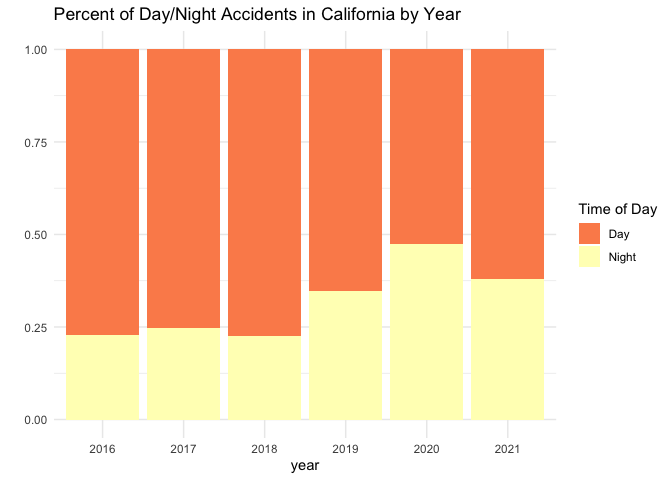 Percent of Day/Night Accidents in California by Year
1.00
0.75
0.50
0.25
0.00
2016 2017 2018 2019 2020 2021
year
Time of Day
Day
Night